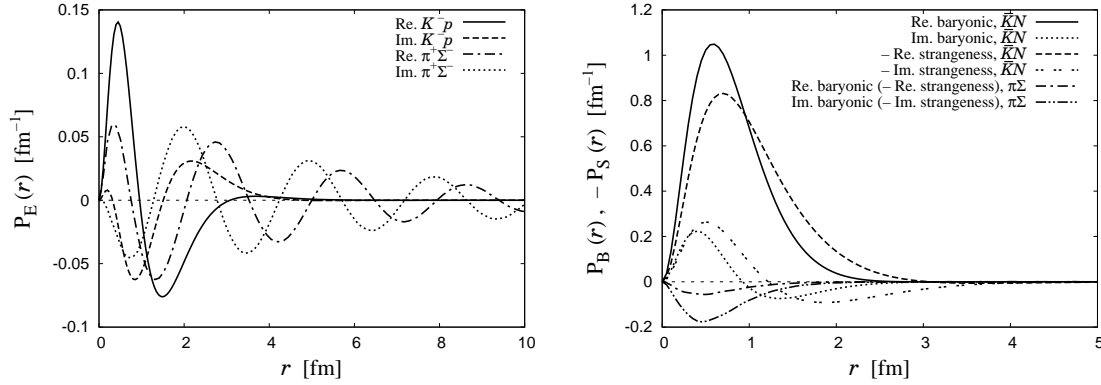 P_E (r) [fm⁻¹]
0.15
0.1
0.05
0
-0.05
-0.1
0 2 4 6 8 10
r [fm]
Re. K⁻p
Im. K⁻p
Re. π⁺Σ⁻
Im. π⁺Σ⁻
P_B (r) , – P_S (r) [fm⁻¹]
1.2
1
0.8
0.6
0.4
0.2
0
-0.2
0 1 2 3 4 5
r [fm]
Re. baryonic, K̅N
Im. baryonic, K̅N
– Re. strangeness, K̅N
– Im. strangeness, K̅N
Re. baryonic (– Re. strangeness), πΣ
Im. baryonic (– Im. strangeness), πΣ